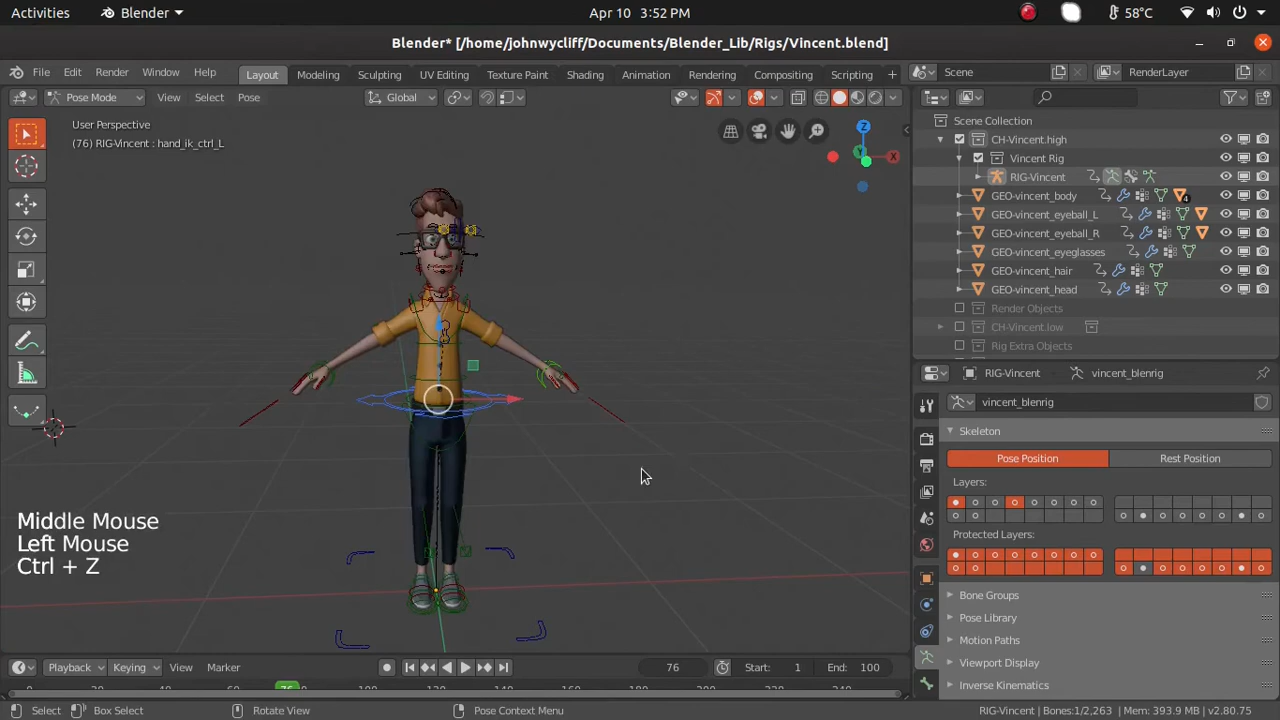 Activities
Blender
Apr 10 3:52 PM
58°C
Blender* [/home/johnwycliff/Documents/Blender_Lib/Rigs/Vincent.blend]
File Edit Render Window Help
Layout Modeling Sculpting UV Editing Texture Paint Shading Animation Rendering Compositing Scripting
Scene
RenderLayer
Pose Mode View Select Pose
Global
User Perspective
(76) RIG-Vincent : hand_ik_ctrl_L
Z
Y
X
Scene Collection
CH-Vincent.high
Vincent Rig
RIG-Vincent
GEO-vincent_body
4
GEO-vincent_eyeball_L
GEO-vincent_eyeball_R
GEO-vincent_eyeglasses
GEO-vincent_hair
GEO-vincent_head
Render Objects
CH-Vincent.low
Rig Extra Objects
RIG-Vincent
vincent_blenrig
vincent_blenrig
Skeleton
Pose Position
Rest Position
Layers:
Protected Layers:
Bone Groups
Pose Library
Motion Paths
Viewport Display
Inverse Kinematics
Middle Mouse
Left Mouse
Ctrl + Z
Playback Keying View Marker
76
Start: 1
End: 100
76
Select
Box Select
Rotate View
Pose Context Menu
RIG-Vincent | Bones:1/2,263 | Mem: 393.9 MB | v2.80.75